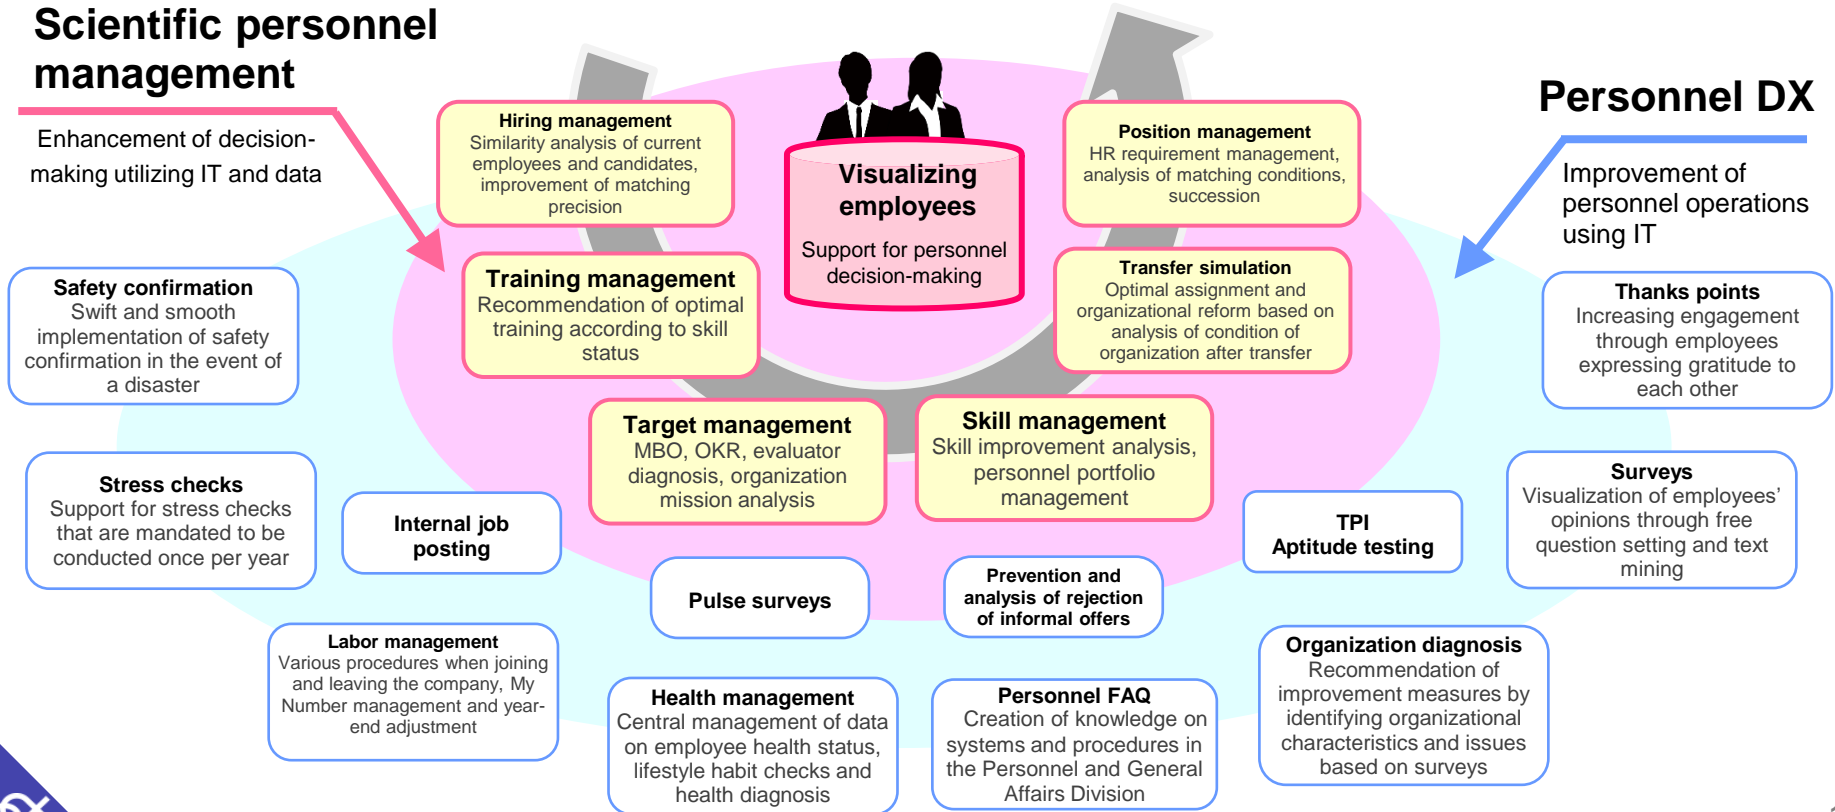 Scientific personnel
management
Enhancement of decision-
making utilizing IT and data
Personnel DX
Improvement of
personnel operations
using IT
Visualizing
employees
Support for personnel
decision-making
Hiring management
Similarity analysis of current
employees and candidates,
improvement of matching
precision
Position management
HR requirement management,
analysis of matching conditions,
succession
Training management
Recommendation of optimal
training according to skill
status
Transfer simulation
Optimal assignment and
organizational reform based on
analysis of condition of
organization after transfer
Target management
MBO, OKR, evaluator
diagnosis, organization
mission analysis
Skill management
Skill improvement analysis,
personnel portfolio
management
Safety confirmation
Swift and smooth
implementation of safety
confirmation in the event of
a disaster
Thanks points
Increasing engagement
through employees
expressing gratitude to
each other
Stress checks
Support for stress checks
that are mandated to be
conducted once per year
Internal job
posting
Pulse surveys
Prevention and
analysis of rejection
of informal offers
TPI
Aptitude testing
Surveys
Visualization of employees’
opinions through free
question setting and text
mining
Labor management
Various procedures when joining
and leaving the company, My
Number management and year-
end adjustment
Health management
Central management of data
on employee health status,
lifestyle habit checks and
health diagnosis
Personnel FAQ
Creation of knowledge on
systems and procedures in
the Personnel and General
Affairs Division
Organization diagnosis
Recommendation of
improvement measures by
identifying organizational
characteristics and issues
based on surveys